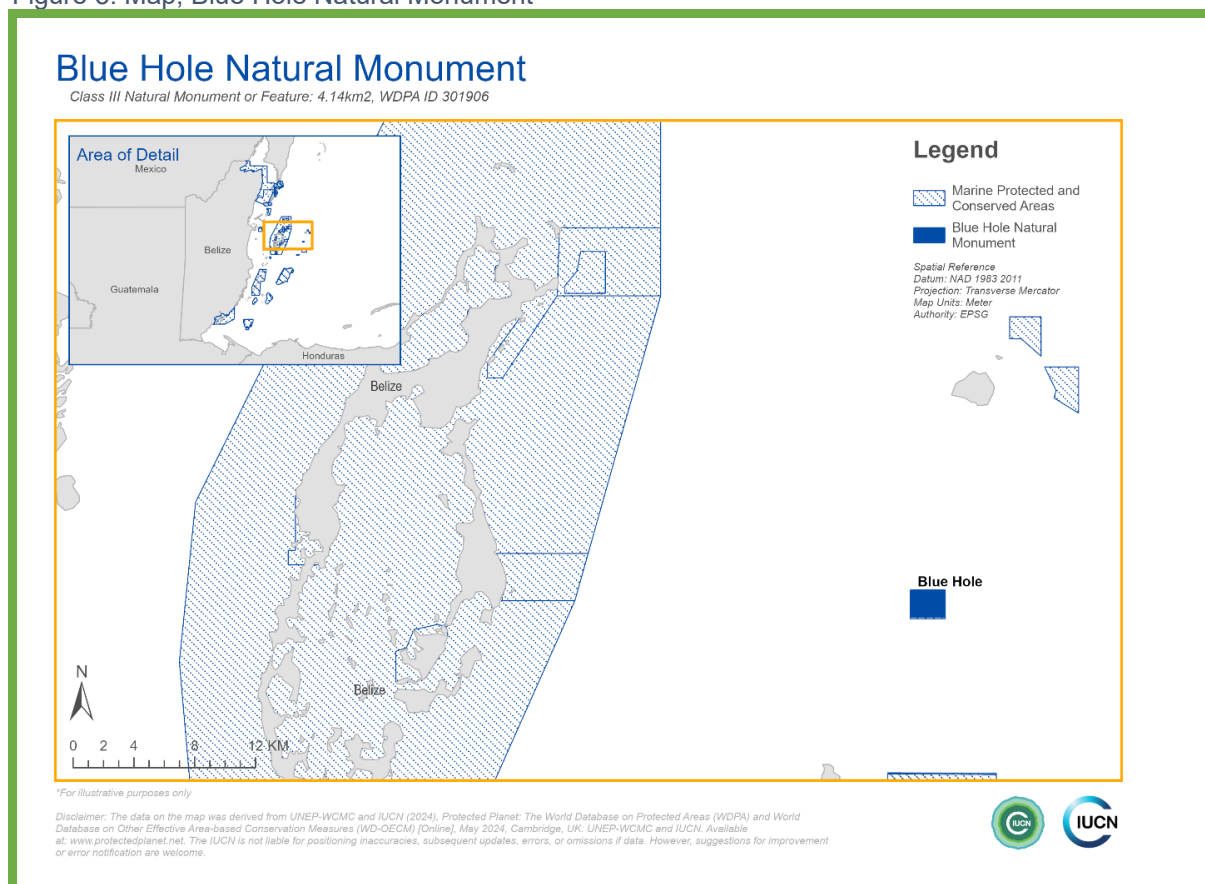 Figure 6. Map, Blue Hole Natural Monument
Blue Hole Natural Monument
Class III Natural Monument or Feature: 4.14km2, WDPA ID 301906
Area of Detail
Mexico
Belize
Guatemala
Honduras
Legend
Marine Protected and
Conserved Areas
Blue Hole Natural
Monument
Spatial Reference
Datum: NAD 1983 2011
Projection: Transverse Mercator
Map Units: Meter
Authority: EPSG
Belize
Blue Hole
Belize
N
0 2 4 8 12 KM
*For illustrative purposes only
Disclaimer: The data on the map was derived from UNEP-WCMC and IUCN (2024), Protected Planet: The World Database on Protected Areas (WDPA) and World
Database on Other Effective Area-based Conservation Measures (WD-OECM) [Online], May 2024, Cambridge, UK: UNEP-WCMC and IUCN. Available
at: www.protectedplanet.net. The IUCN is not liable for positioning inaccuracies, subsequent updates, errors, or omissions if data. However, suggestions for improvement
or error notification are welcome.
IUCN
IUCN